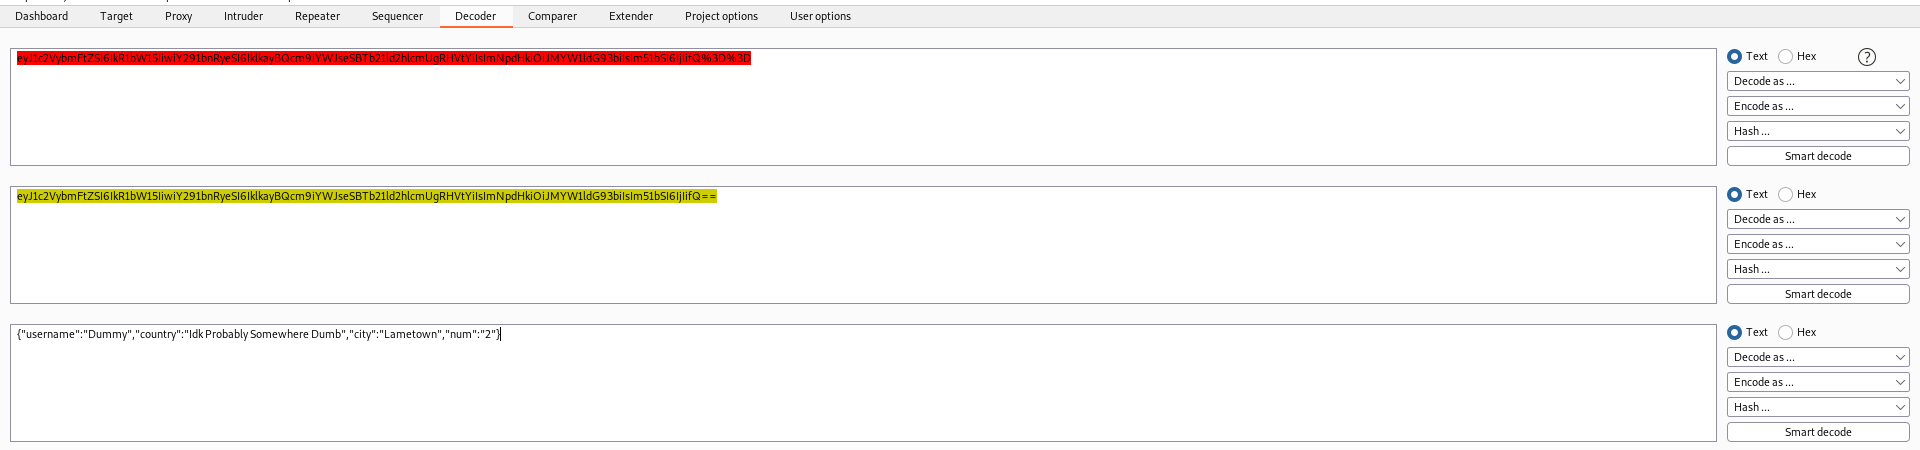 Dashboard Target Proxy Intruder Repeater Sequencer Decoder Comparer Extender Project options User options
eyJ1c2VybmFtZSI6IkR1bW15IiwiY291bnRyeSI6IklkayBQcm9iYWJseSBTb21ld2hlcmUgRHVtYiIsImNpdHkiOiJMYW1ldG93biIsIm51bSI6IjIifQ%3D%3D
Text Hex ?
Decode as ...
Encode as ...
Hash ...
Smart decode
eyJ1c2VybmFtZSI6IkR1bW15IiwiY291bnRyeSI6IklkayBQcm9iYWJseSBTb21ld2hlcmUgRHVtYiIsImNpdHkiOiJMYW1ldG93biIsIm51bSI6IjIifQ==
Text Hex
Decode as ...
Encode as ...
Hash ...
Smart decode
{"username":"Dummy","country":"Idk Probably Somewhere Dumb","city":"Lametown","num":"2"}
Text Hex
Decode as ...
Encode as ...
Hash ...
Smart decode